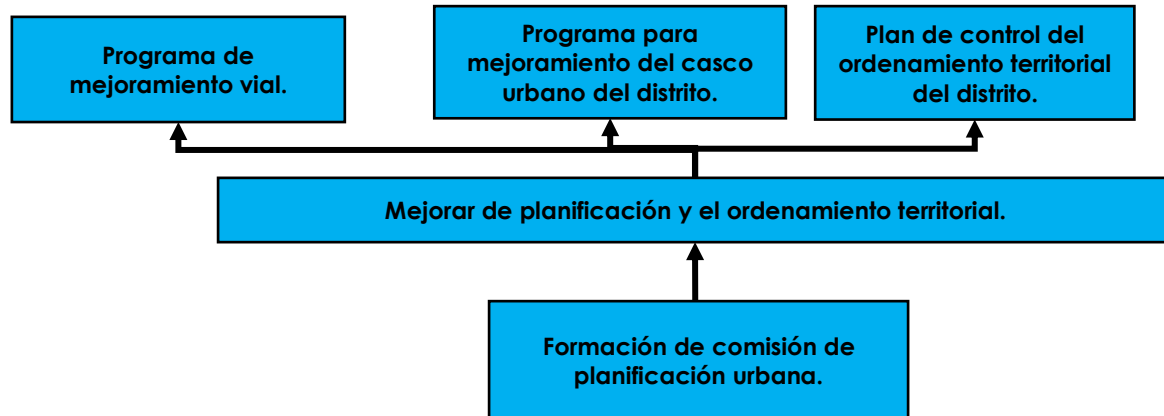 Programa de
mejoramiento vial.
Programa para
mejoramiento del casco
urbano del distrito.
Plan de control del
ordenamiento territorial
del distrito.
Mejorar de planificación y el ordenamiento territorial.
Formación de comisión de
planificación urbana.